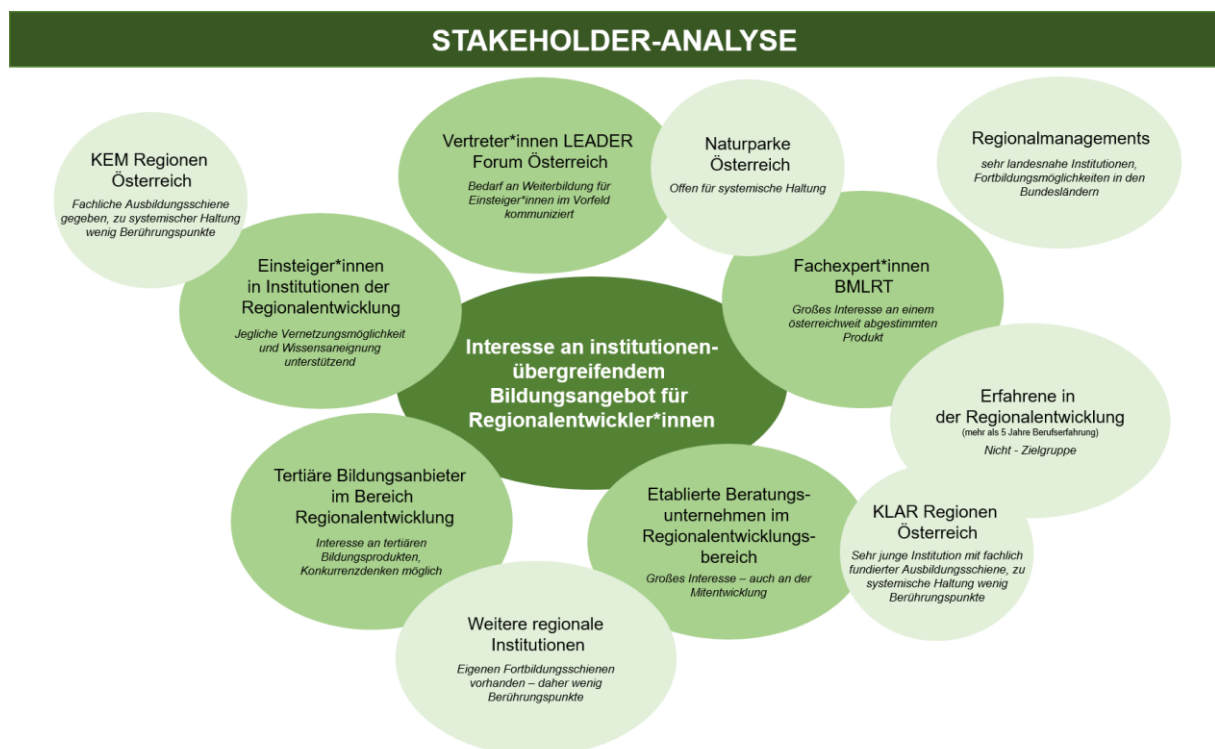 STAKEHOLDER-ANALYSE
KEM Regionen
Österreich
Fachliche Ausbildungsschiene
gegeben, zu systemischer Haltung
wenig Berührungspunkte
Vertreter*innen LEADER
Forum Österreich
Bedarf an Weiterbildung für
Einsteiger*innen im Vorfeld
kommuniziert
Naturparke
Österreich
Offen für systemische Haltung
Regionalmanagements
sehr landesnahe Institutionen,
Fortbildungsmöglichkeiten in den
Bundesländern
Einsteiger*innen
in Institutionen der
Regionalentwicklung
Jegliche Vernetzungsmöglichkeit
und Wissensaneignung
unterstützend
Fachexpert*innen
BMLRT
Großes Interesse an einem
österreichweit abgestimmten
Produkt
Interesse an institutionen-
übergreifendem
Bildungsangebot für
Regionalentwickler*innen
Erfahrene in
der Regionalentwicklung
(mehr als 5 Jahre Berufserfahrung)
Nicht - Zielgruppe
Tertiäre Bildungsanbieter
im Bereich
Regionalentwicklung
Interesse an tertiären
Bildungsprodukten,
Konkurrenzdenken möglich
Etablierte Beratungs-
unternehmen im
Regionalentwicklungs-
bereich
Großes Interesse – auch an der
Mitentwicklung
KLAR Regionen
Österreich
Sehr junge Institution mit fachlich
fundierter Ausbildungsschiene, zu
systemische Haltung wenig
Berührungspunkte
Weitere regionale
Institutionen
Eigenen Fortbildungsschienen
vorhanden – daher wenig
Berührungspunkte